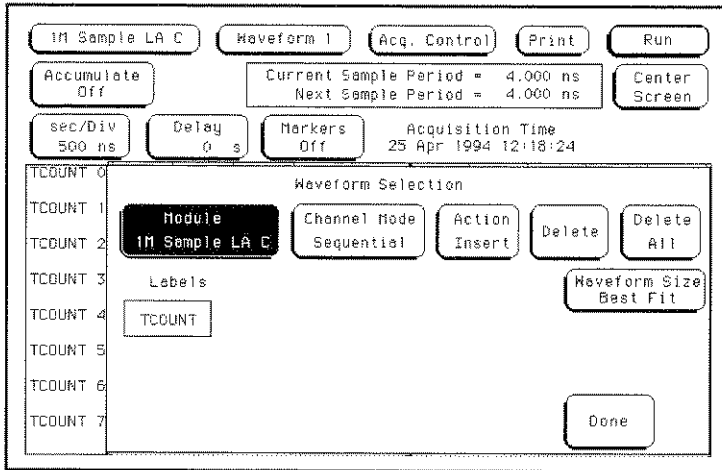 1M Sample LA C Waveform 1 Acq. Control Print Run
Accumulate Off
Current Sample Period = 4.000 ns
Next Sample Period = 4.000 ns
Center Screen
sec/Div 500 ns
Delay 0 s
Markers Off
Acquisition Time
25 Apr 1994 12:18:24
TCOUNT 0
TCOUNT 1
TCOUNT 2
TCOUNT 3
TCOUNT 4
TCOUNT 5
TCOUNT 6
TCOUNT 7
Waveform Selection
Module
1M Sample LA C
Channel Mode
Sequential
Action
Insert
Delete
Delete
All
Labels
TCOUNT
Waveform Size
Best Fit
Done